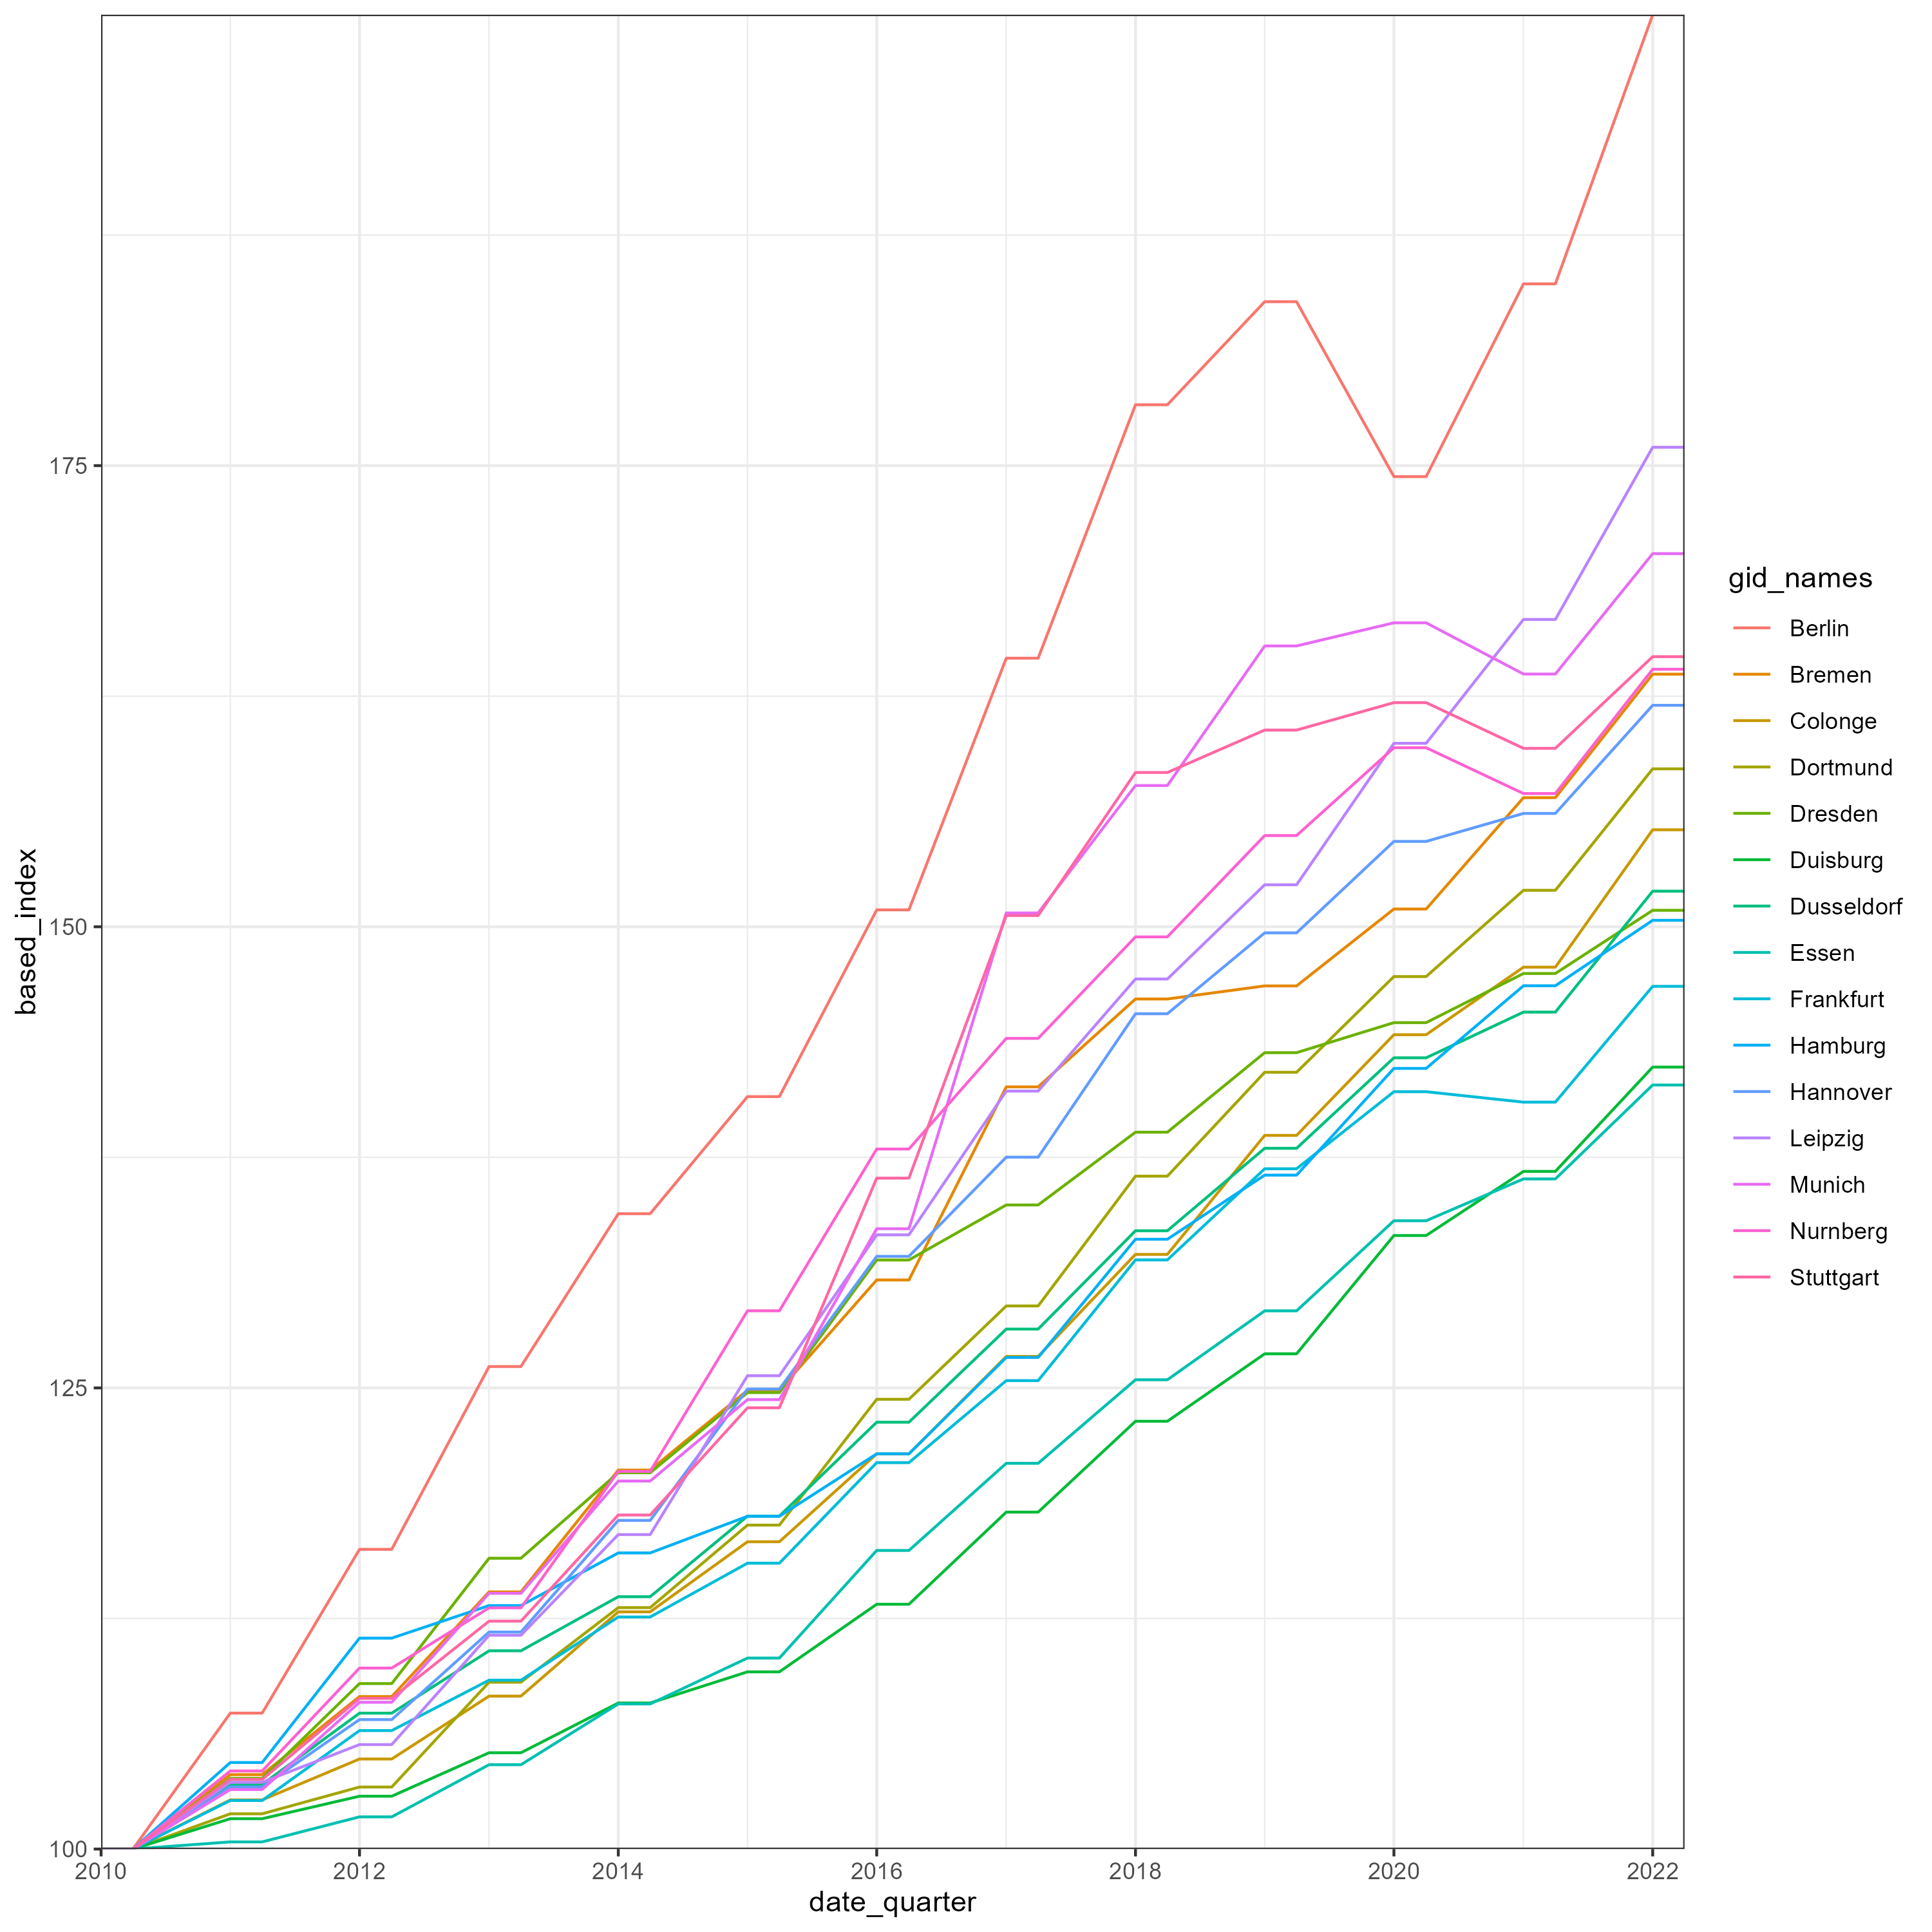 175
150
125
100
2010 2012 2014 2016 2018 2020 2022
date_quarter
based_index
gid_names
Berlin
Bremen
Colonge
Dortmund
Dresden
Duisburg
Dusseldorf
Essen
Frankfurt
Hamburg
Hannover
Leipzig
Munich
Nurnberg
Stuttgart